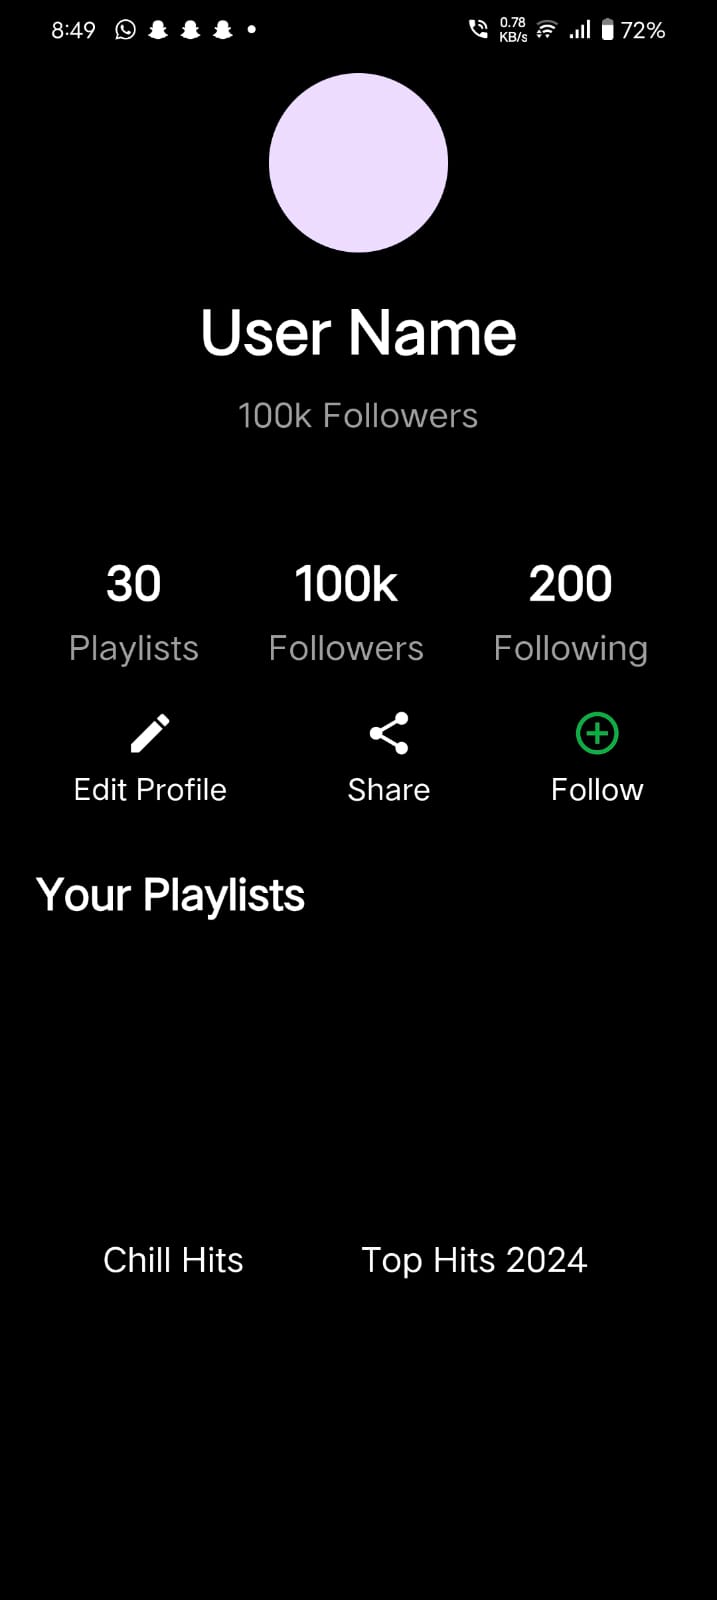 8:49 0.78 KB/s 72%
User Name
100k Followers
30 100k 200
Playlists Followers Following
Edit Profile Share Follow
Your Playlists
Chill Hits Top Hits 2024